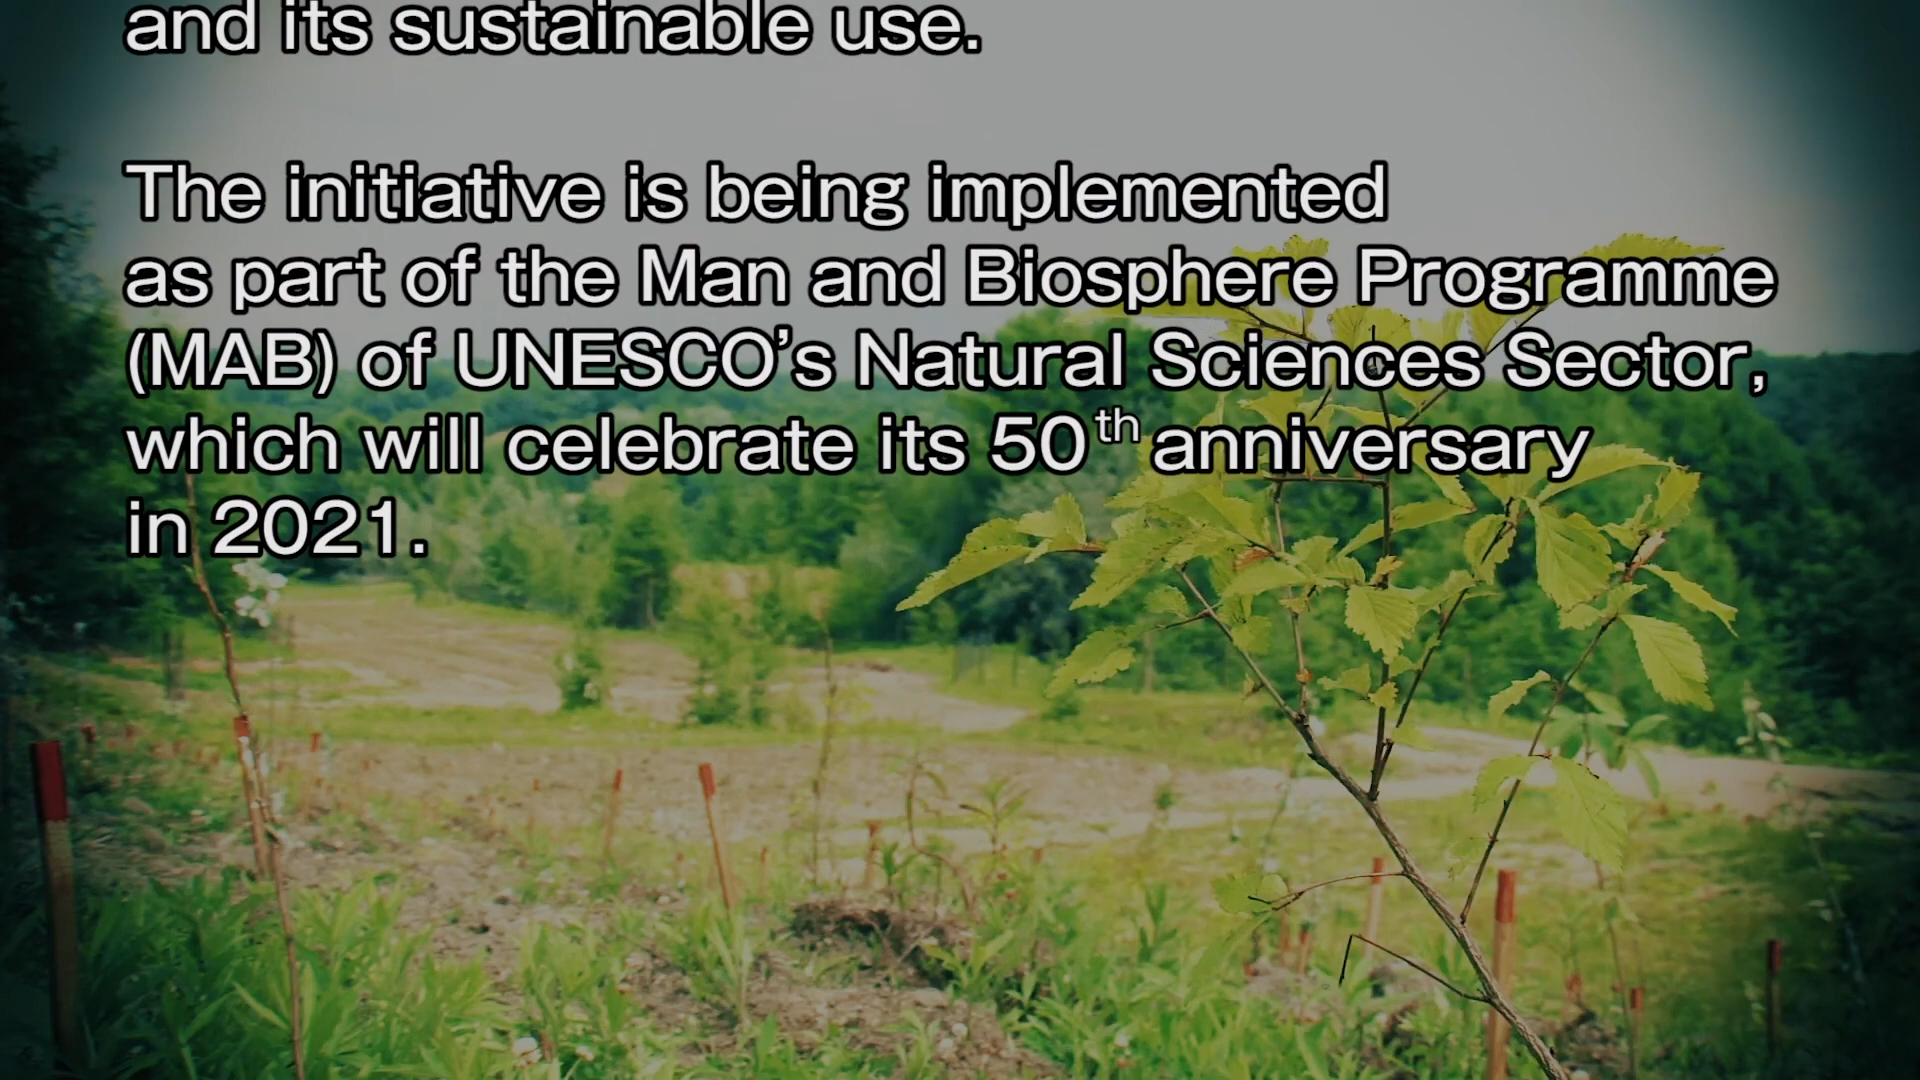 and its sustainable use.
The initiative is being implemented
as part of the Man and Biosphere Programme
(MAB) of UNESCO’s Natural Sciences Sector,
which will celebrate its 50th anniversary
in 2021.